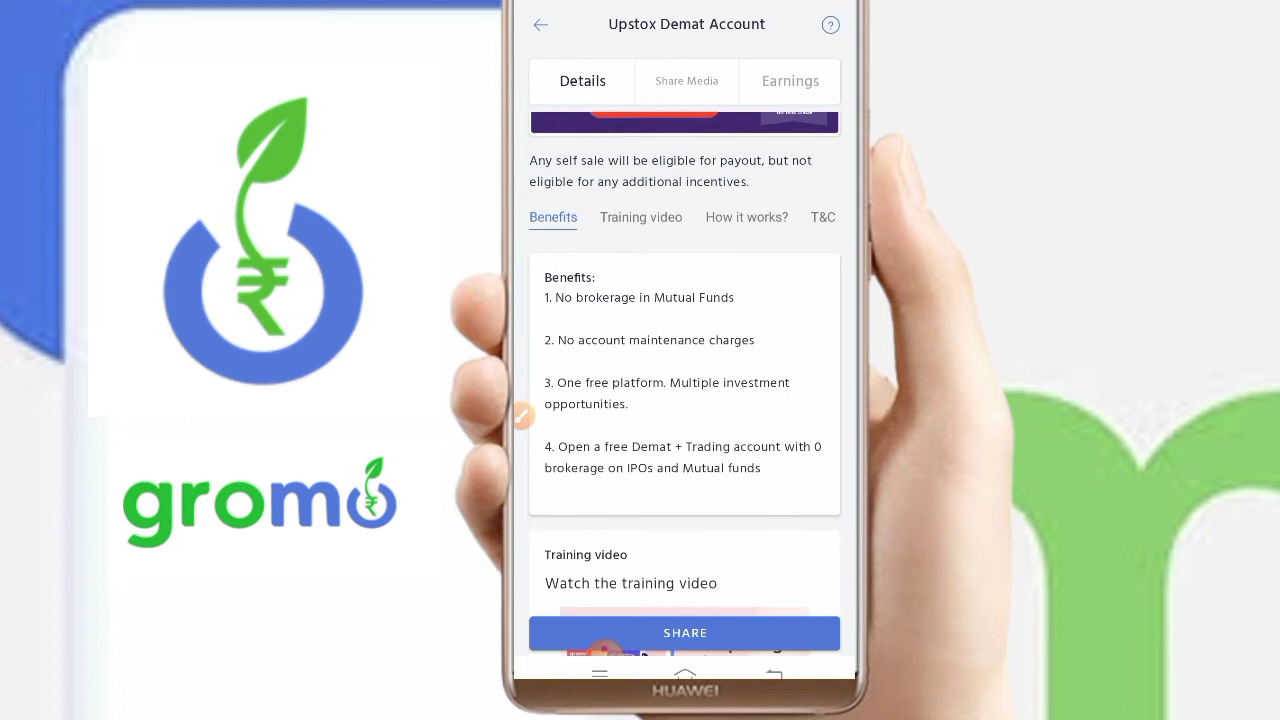 Upstox Demat Account
Details
Share Media
Earnings
Any self sale will be eligible for payout, but not
eligible for any additional incentives.
Benefits
Training video
How it works?
T&C
Benefits:
1. No brokerage in Mutual Funds
2. No account maintenance charges
3. One free platform. Multiple investment
opportunities.
4. Open a free Demat + Trading account with 0
brokerage on IPOs and Mutual funds
Training video
Watch the training video
SHARE
HUAWEI
₹
gromo